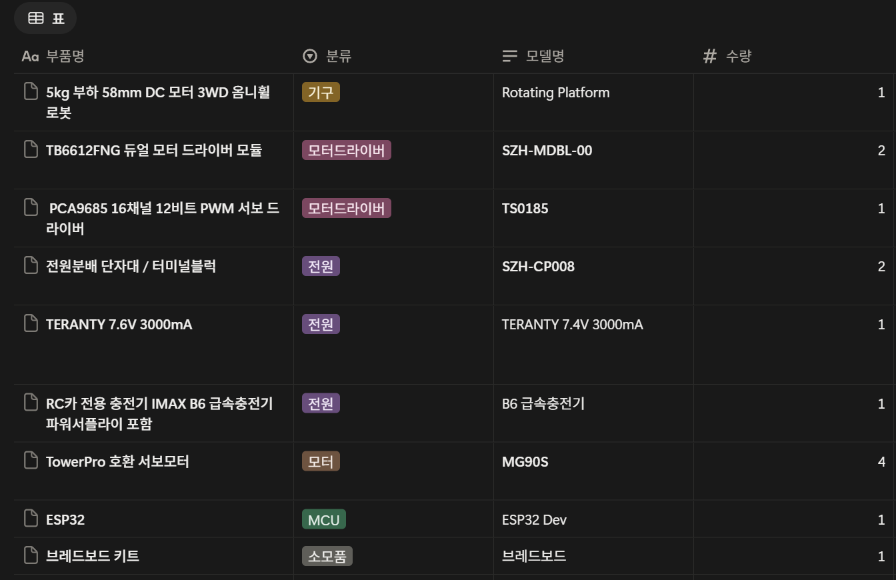 표
Aa 부품명 분류 모델명 # 수량
5kg 부하 58mm DC 모터 3WD 옴니휠 기구 Rotating Platform 1
로봇
TB6612FNG 듀얼 모터 드라이버 모듈 모터드라이버 SZH-MDBL-00 2
PCA9685 16채널 12비트 PWM 서보 드 모터드라이버 TS0185 1
라이버
전원분배 단자대 / 터미널블럭 전원 SZH-CP008 2
TERANTY 7.6V 3000mA 전원 TERANTY 7.4V 3000mA 1
RC카 전용 충전기 IMAX B6 급속충전기 전원 B6 급속충전기 1
파워서플라이 포함
TowerPro 호환 서보모터 모터 MG90S 4
ESP32 MCU ESP32 Dev 1
브레드보드 키트 소모품 브레드보드 1